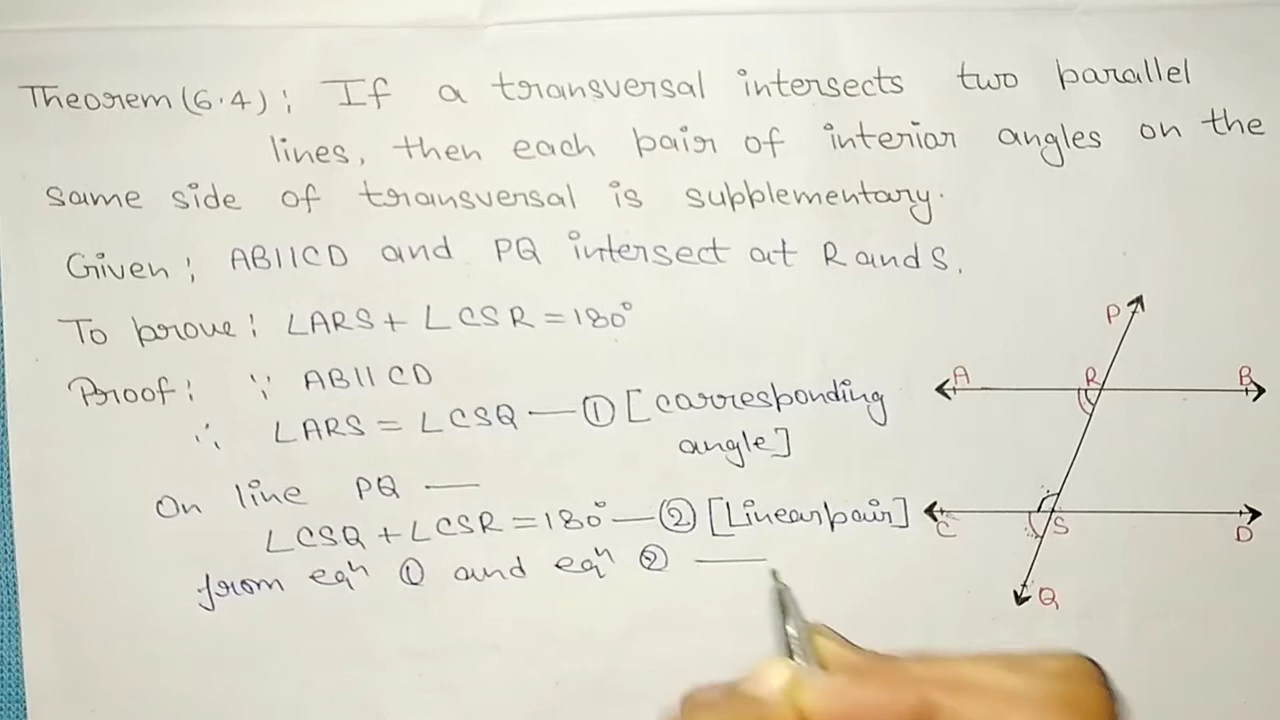 Theorem (6.4) : If a transversal intersects two parallel
lines, then each pair of interior angles on the
same side of transversal is supplementary.
Given : AB||CD and PQ intersect at R and S.
To prove : ∠ARS + ∠CSR = 180°
Proof : ∵ AB||CD
∴ ∠ARS = ∠CSQ — ① [carresponding
angle]
On line PQ —
∠CSQ + ∠CSR = 180° — ② [Linear pair]
from eqⁿ ① and eqⁿ ② —
P
A R B
C S D
Q